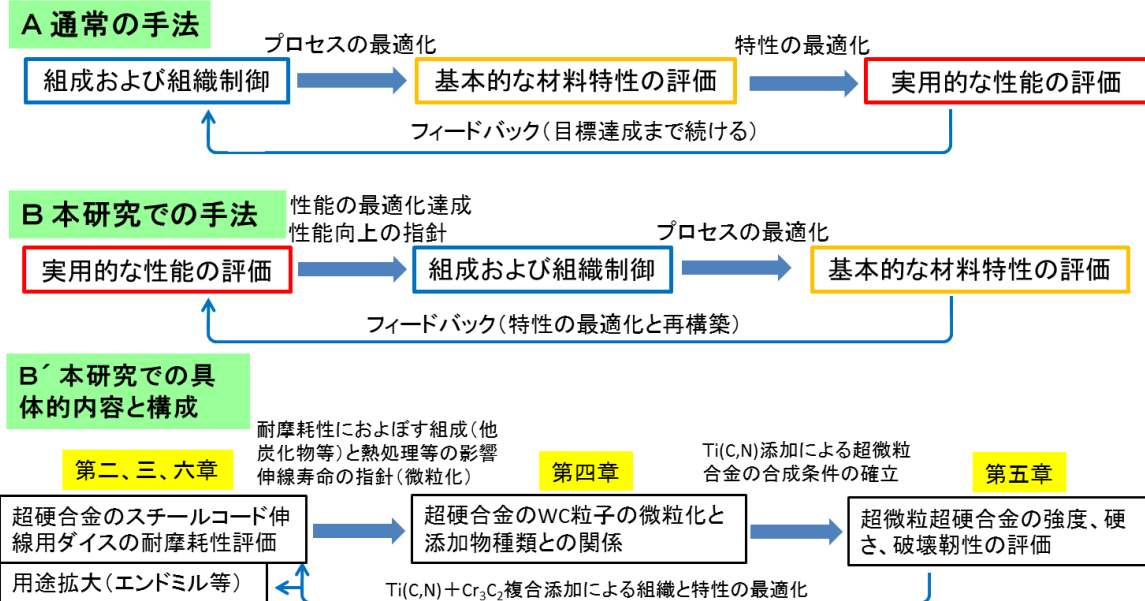 A 通常の手法
プロセスの最適化
特性の最適化
組成および組織制御
基本的な材料特性の評価
実用的な性能の評価
フィードバック(目標達成まで続ける)
B 本研究での手法
性能の最適化達成
性能向上の指針
プロセスの最適化
実用的な性能の評価
組成および組織制御
基本的な材料特性の評価
フィードバック(特性の最適化と再構築)
B´ 本研究での具
体的内容と構成
第二、三、六章
耐摩耗性におよぼす組成(他
炭化物等)と熱処理等の影響
伸線寿命の指針(微粒化)
第四章
Ti(C,N)添加による超微粒
合金の合成条件の確立
第五章
超硬合金のスチールコード伸
線用ダイスの耐摩耗性評価
超硬合金のWC粒子の微粒化と
添加物種類との関係
超微粒超硬合金の強度、硬
さ、破壊靭性の評価
用途拡大(エンドミル等)
Ti(C,N)+Cr₃C₂複合添加による組織と特性の最適化